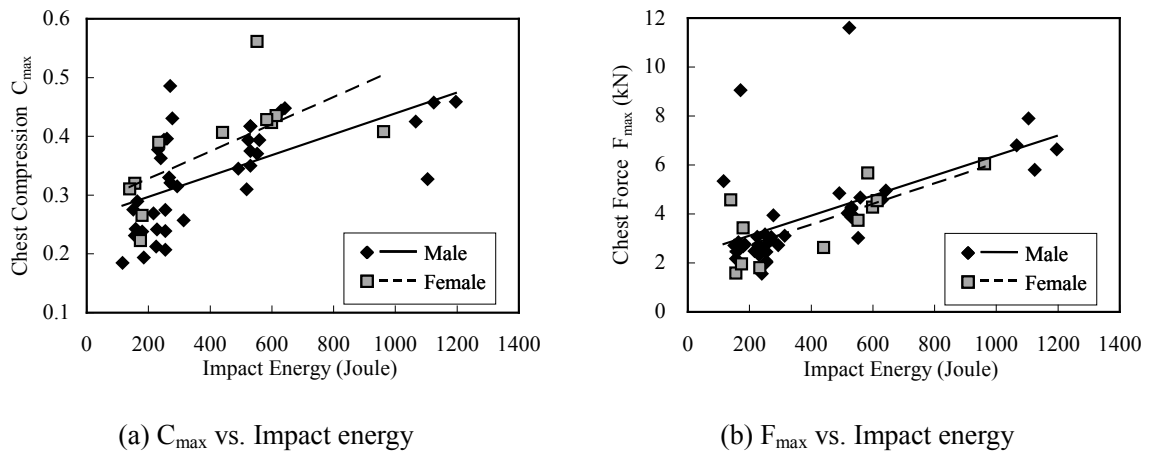 0.6
0.5
0.4
0.3
0.2
0.1
Chest Compression C_max
0 200 400 600 800 1000 1200 1400
Impact Energy (Joule)
Male
Female
(a) C_max vs. Impact energy
12
10
8
6
4
2
0
Chest Force F_max (kN)
0 200 400 600 800 1000 1200 1400
Impact Energy (Joule)
Male
Female
(b) F_max vs. Impact energy